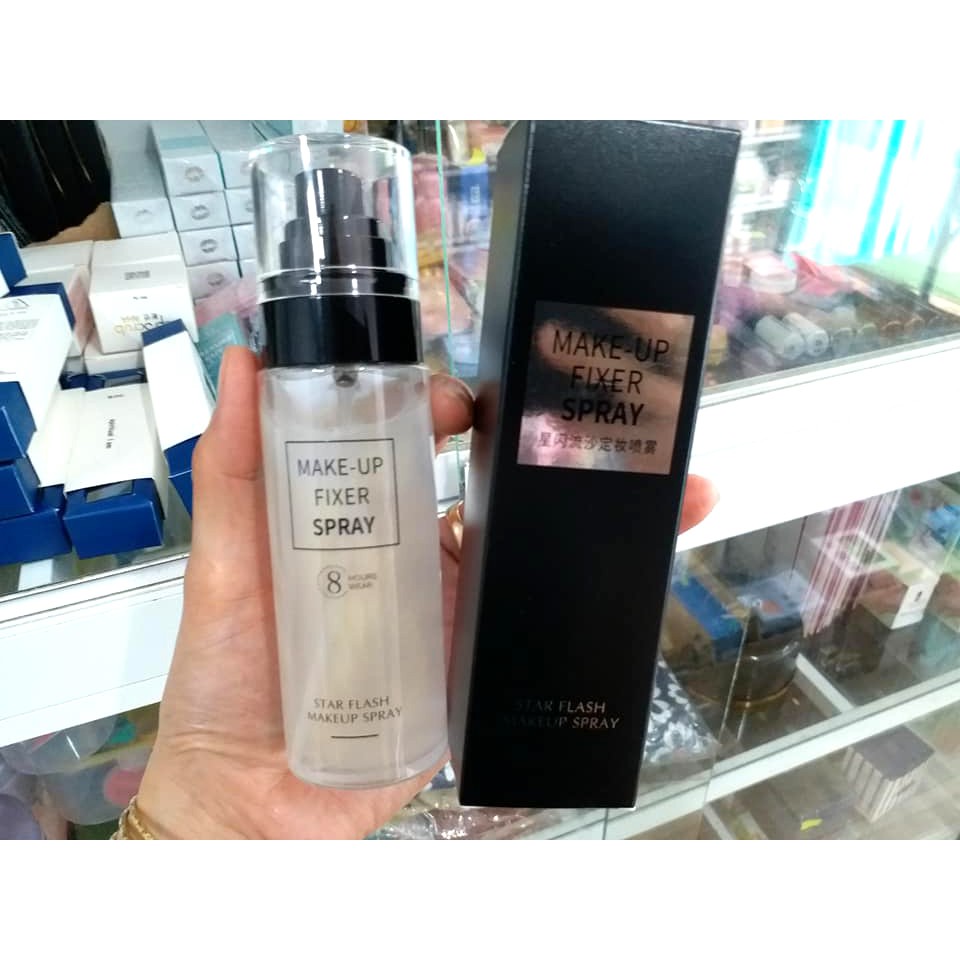 MAKE-UP
FIXER
SPRAY
8 HOURS
WEAR
STAR FLASH
MAKEUP SPRAY
MAKE-UP
FIXER
SPRAY
星闪流沙定妆喷雾
STAR FLASH
MAKEUP SPRAY